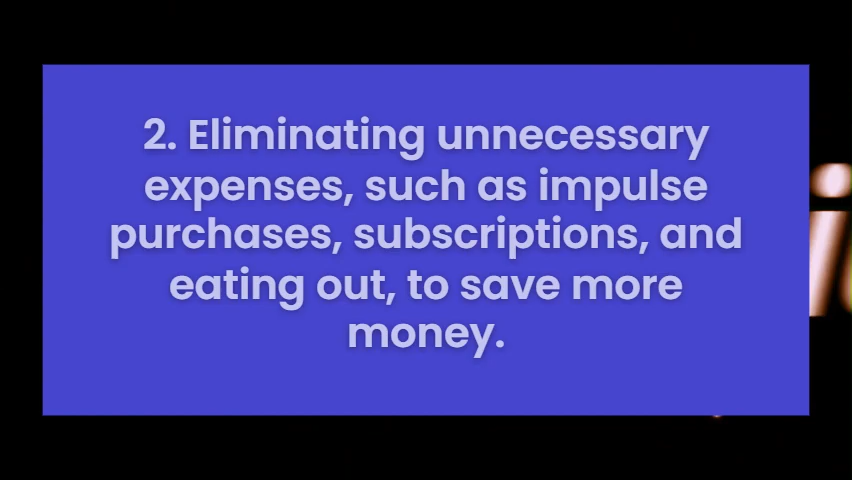 2. Eliminating unnecessary
expenses, such as impulse
purchases, subscriptions, and
eating out, to save more
money.